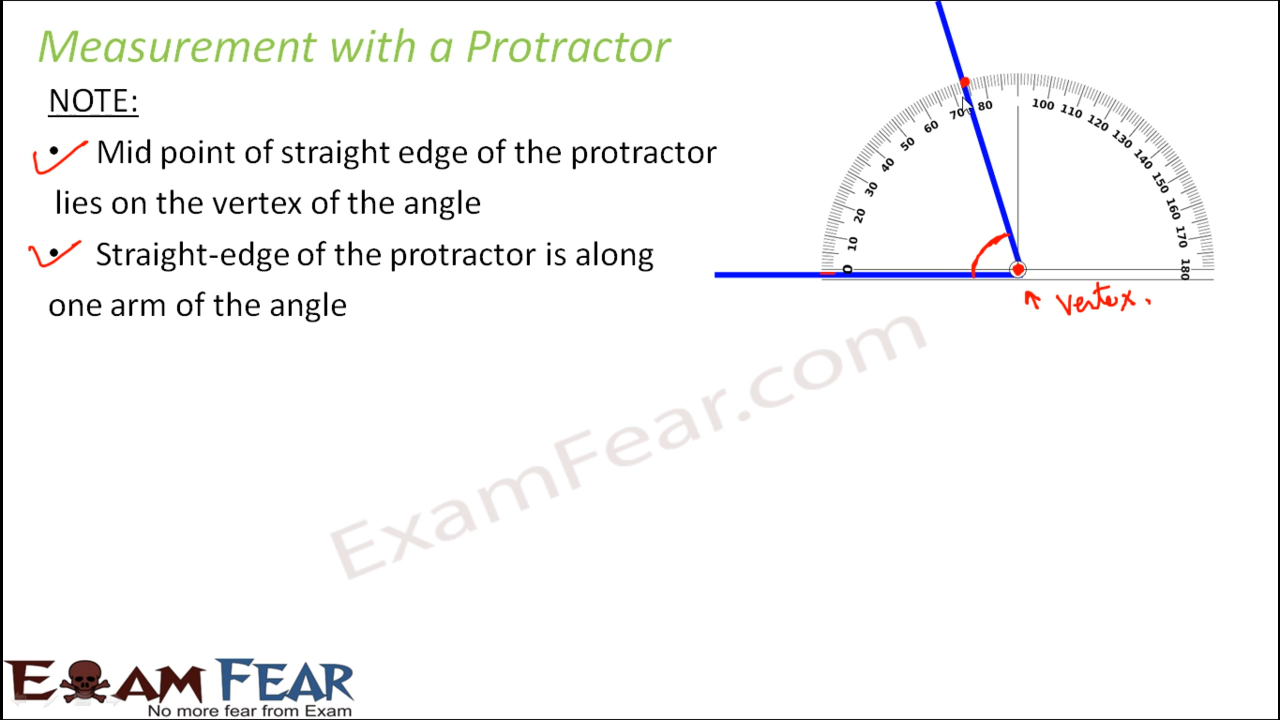 Measurement with a Protractor
NOTE:
• Mid point of straight edge of the protractor
lies on the vertex of the angle
• Straight-edge of the protractor is along
one arm of the angle
0 10 20 30 40 50 60 70 80 100 110 120 130 140 150 160 170 180
vertex.
ExamFear.com
EXAM FEAR
No more fear from Exam